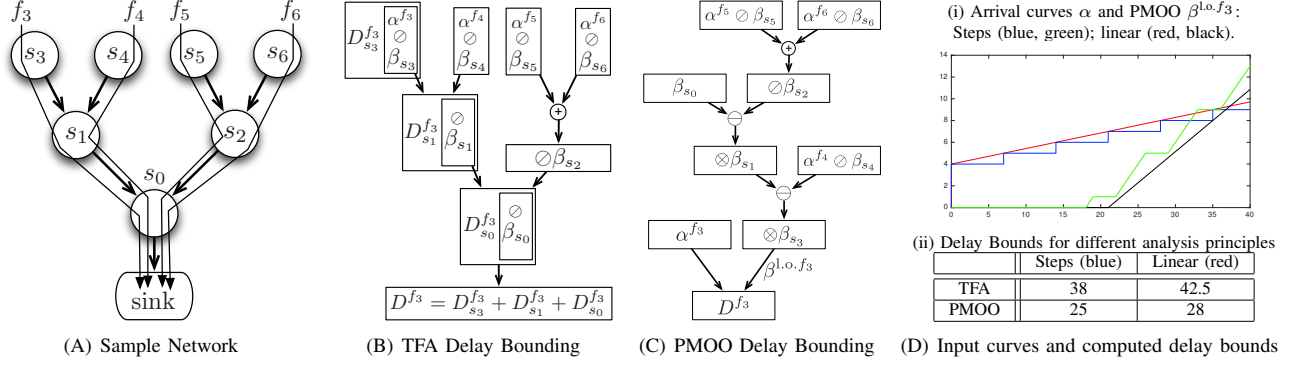 f₃ f₄ f₅ f₆
s₃ s₄ s₅ s₆
s₁ s₂
s₀
sink
(A) Sample Network
D_{s₃}^{f₃} α^{f₃} ⊘ β_{s₃}
α^{f₄} ⊘ β_{s₄}
α^{f₅} ⊘ β_{s₅}
α^{f₆} ⊘ β_{s₆}
D_{s₁}^{f₃} ⊘ β_{s₁}
+
⊘β_{s₂}
D_{s₀}^{f₃} ⊘ β_{s₀}
D^{f₃} = D_{s₃}^{f₃} + D_{s₁}^{f₃} + D_{s₀}^{f₃}
(B) TFA Delay Bounding
α^{f₅} ⊘ β_{s₅} α^{f₆} ⊘ β_{s₆}
+
β_{s₀} ⊘β_{s₂}
−
⊗β_{s₁} α^{f₄} ⊘ β_{s₄}
−
α^{f₃} ⊗β_{s₃}
β^{l.o.f₃}
D^{f₃}
(C) PMOO Delay Bounding
(i) Arrival curves α and PMOO β^{l.o.f₃}:
Steps (blue, green); linear (red, black).
14
12
10
8
6
4
2
0
0 5 10 15 20 25 30 35 40
(ii) Delay Bounds for different analysis principles
Steps (blue) Linear (red)
TFA 38 42.5
PMOO 25 28
(D) Input curves and computed delay bounds